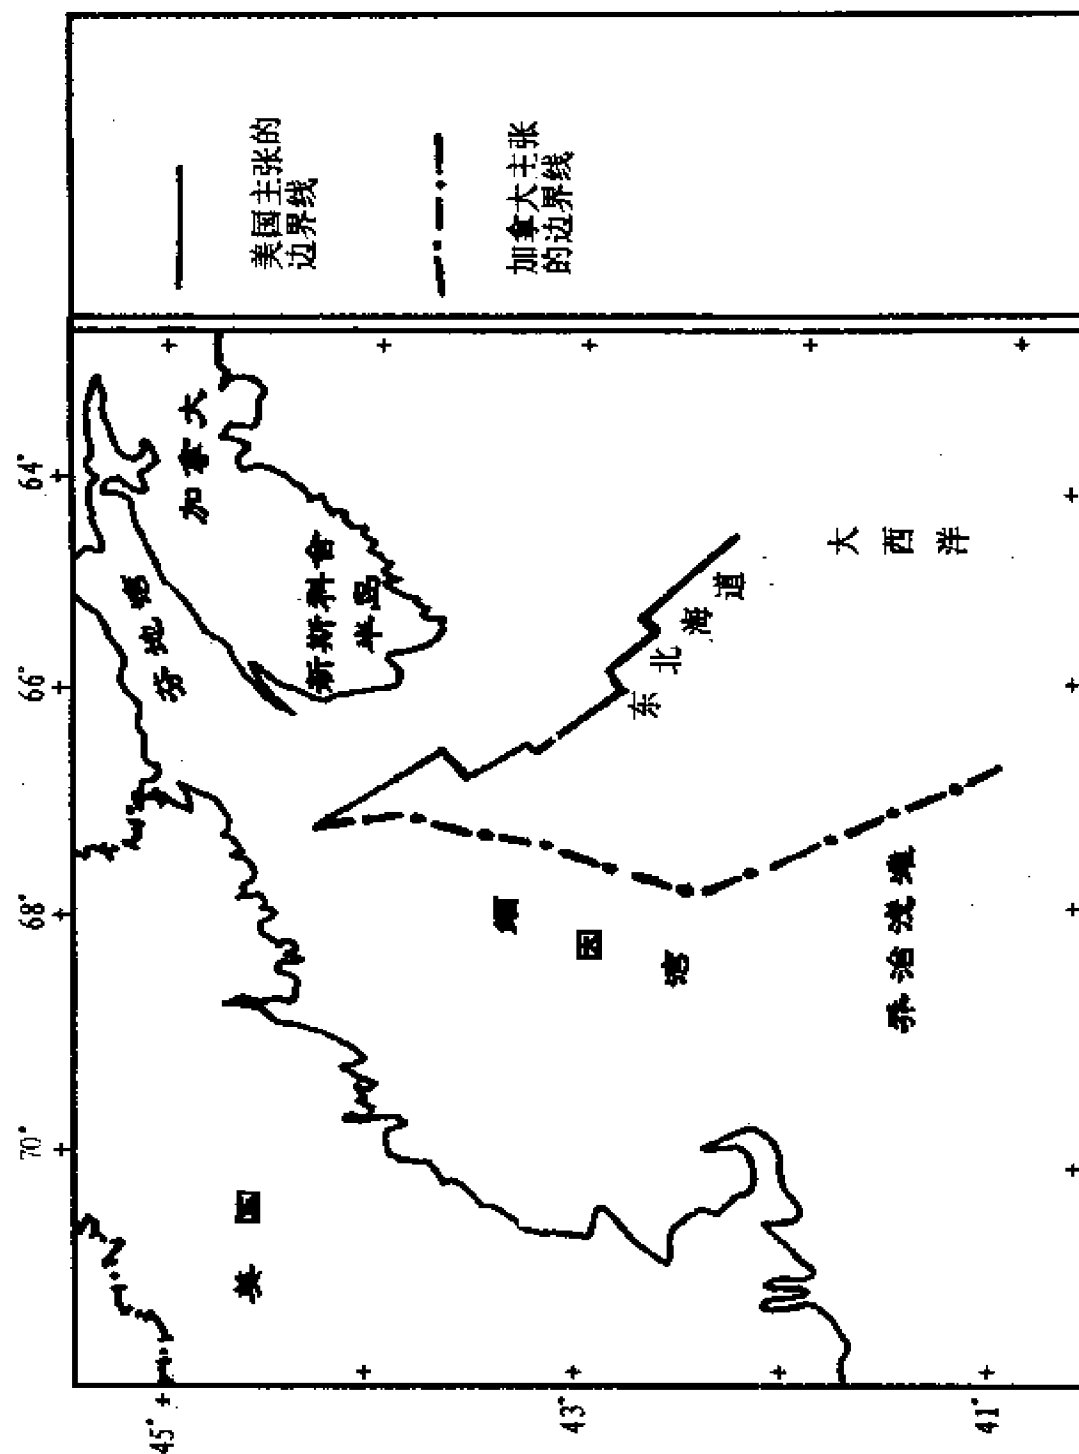 64°
66°
68°
70°
45°
43°
41°
加拿大
芬地湾
新斯科舍
半岛
美国
缅因湾
东北海道
大西洋
乔治浅滩
美国主张的
边界线
加拿大主张
的边界线